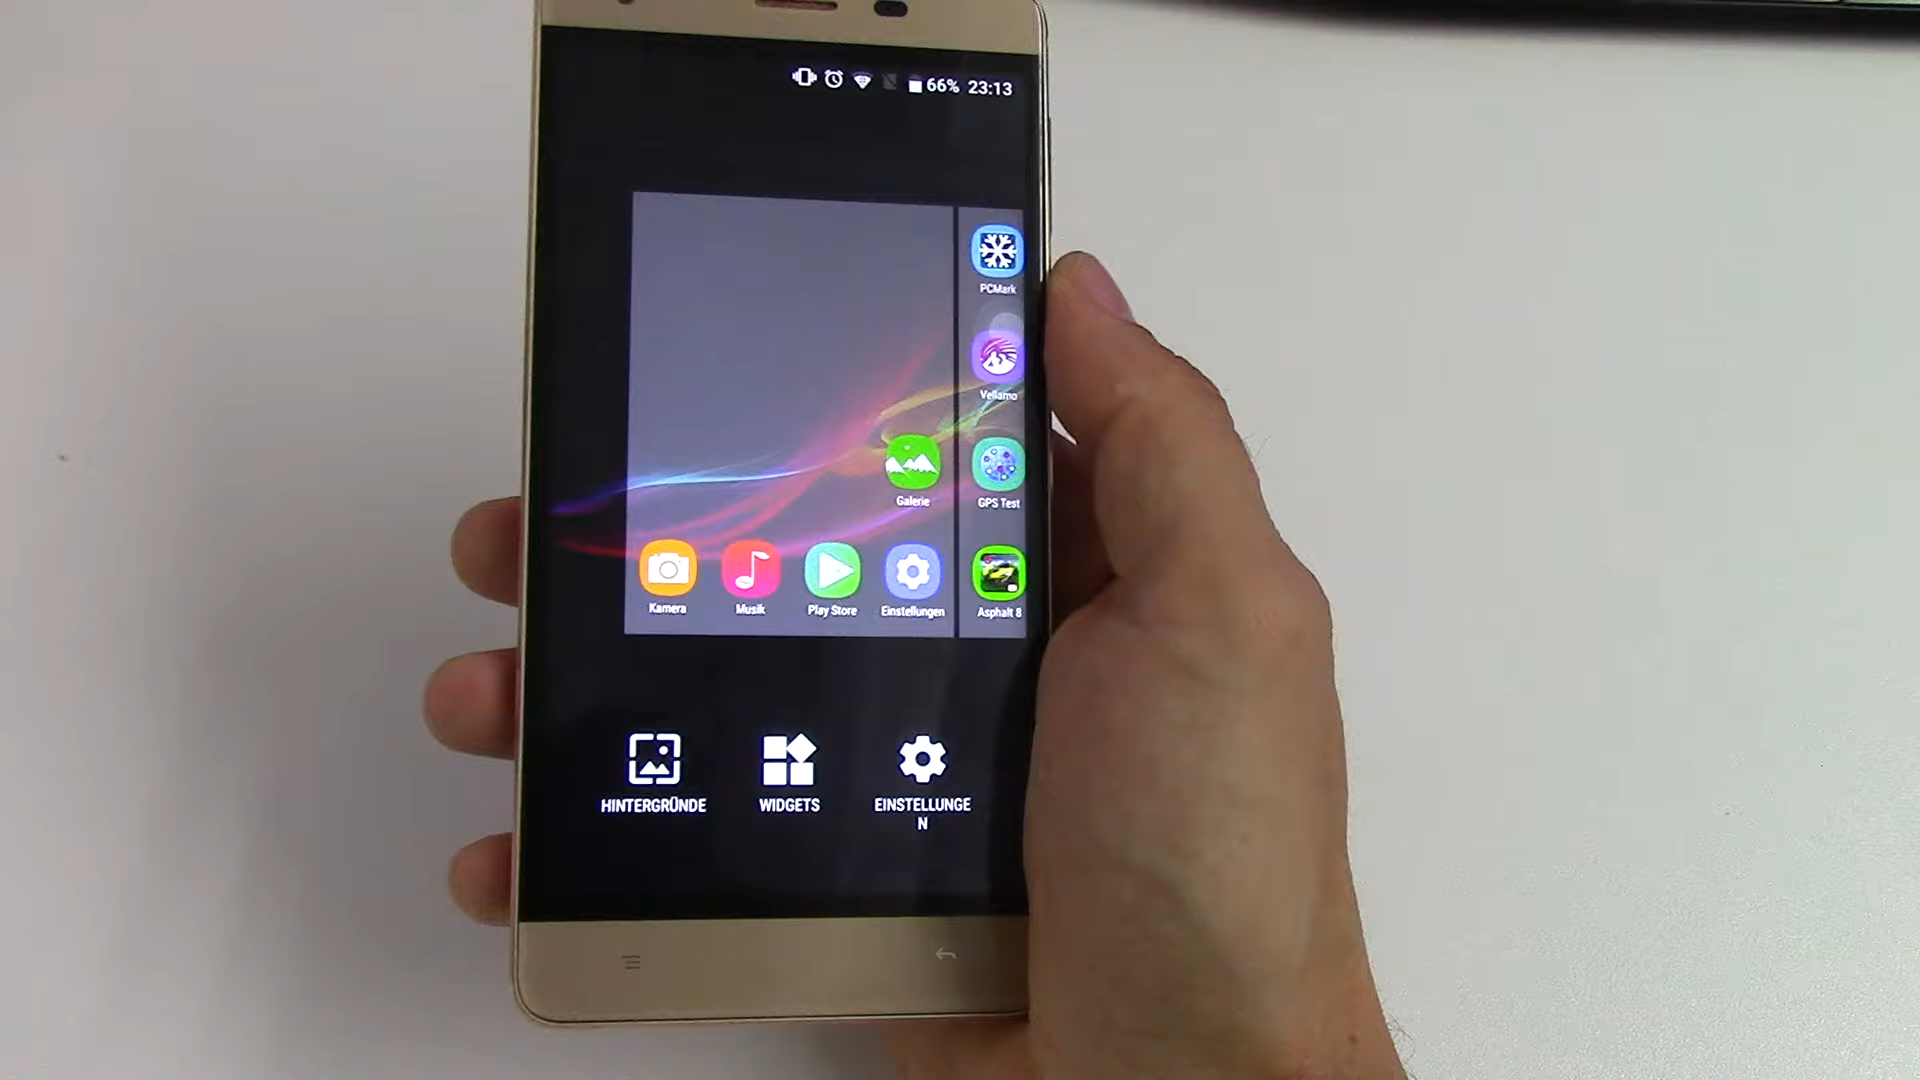 66% 23:13
PCMark
Vellamo
Galerie
GPS Test
Kamera
Musik
Play Store
Einstellungen
Asphalt 8
HINTERGRÜNDE
WIDGETS
EINSTELLUNGE
N